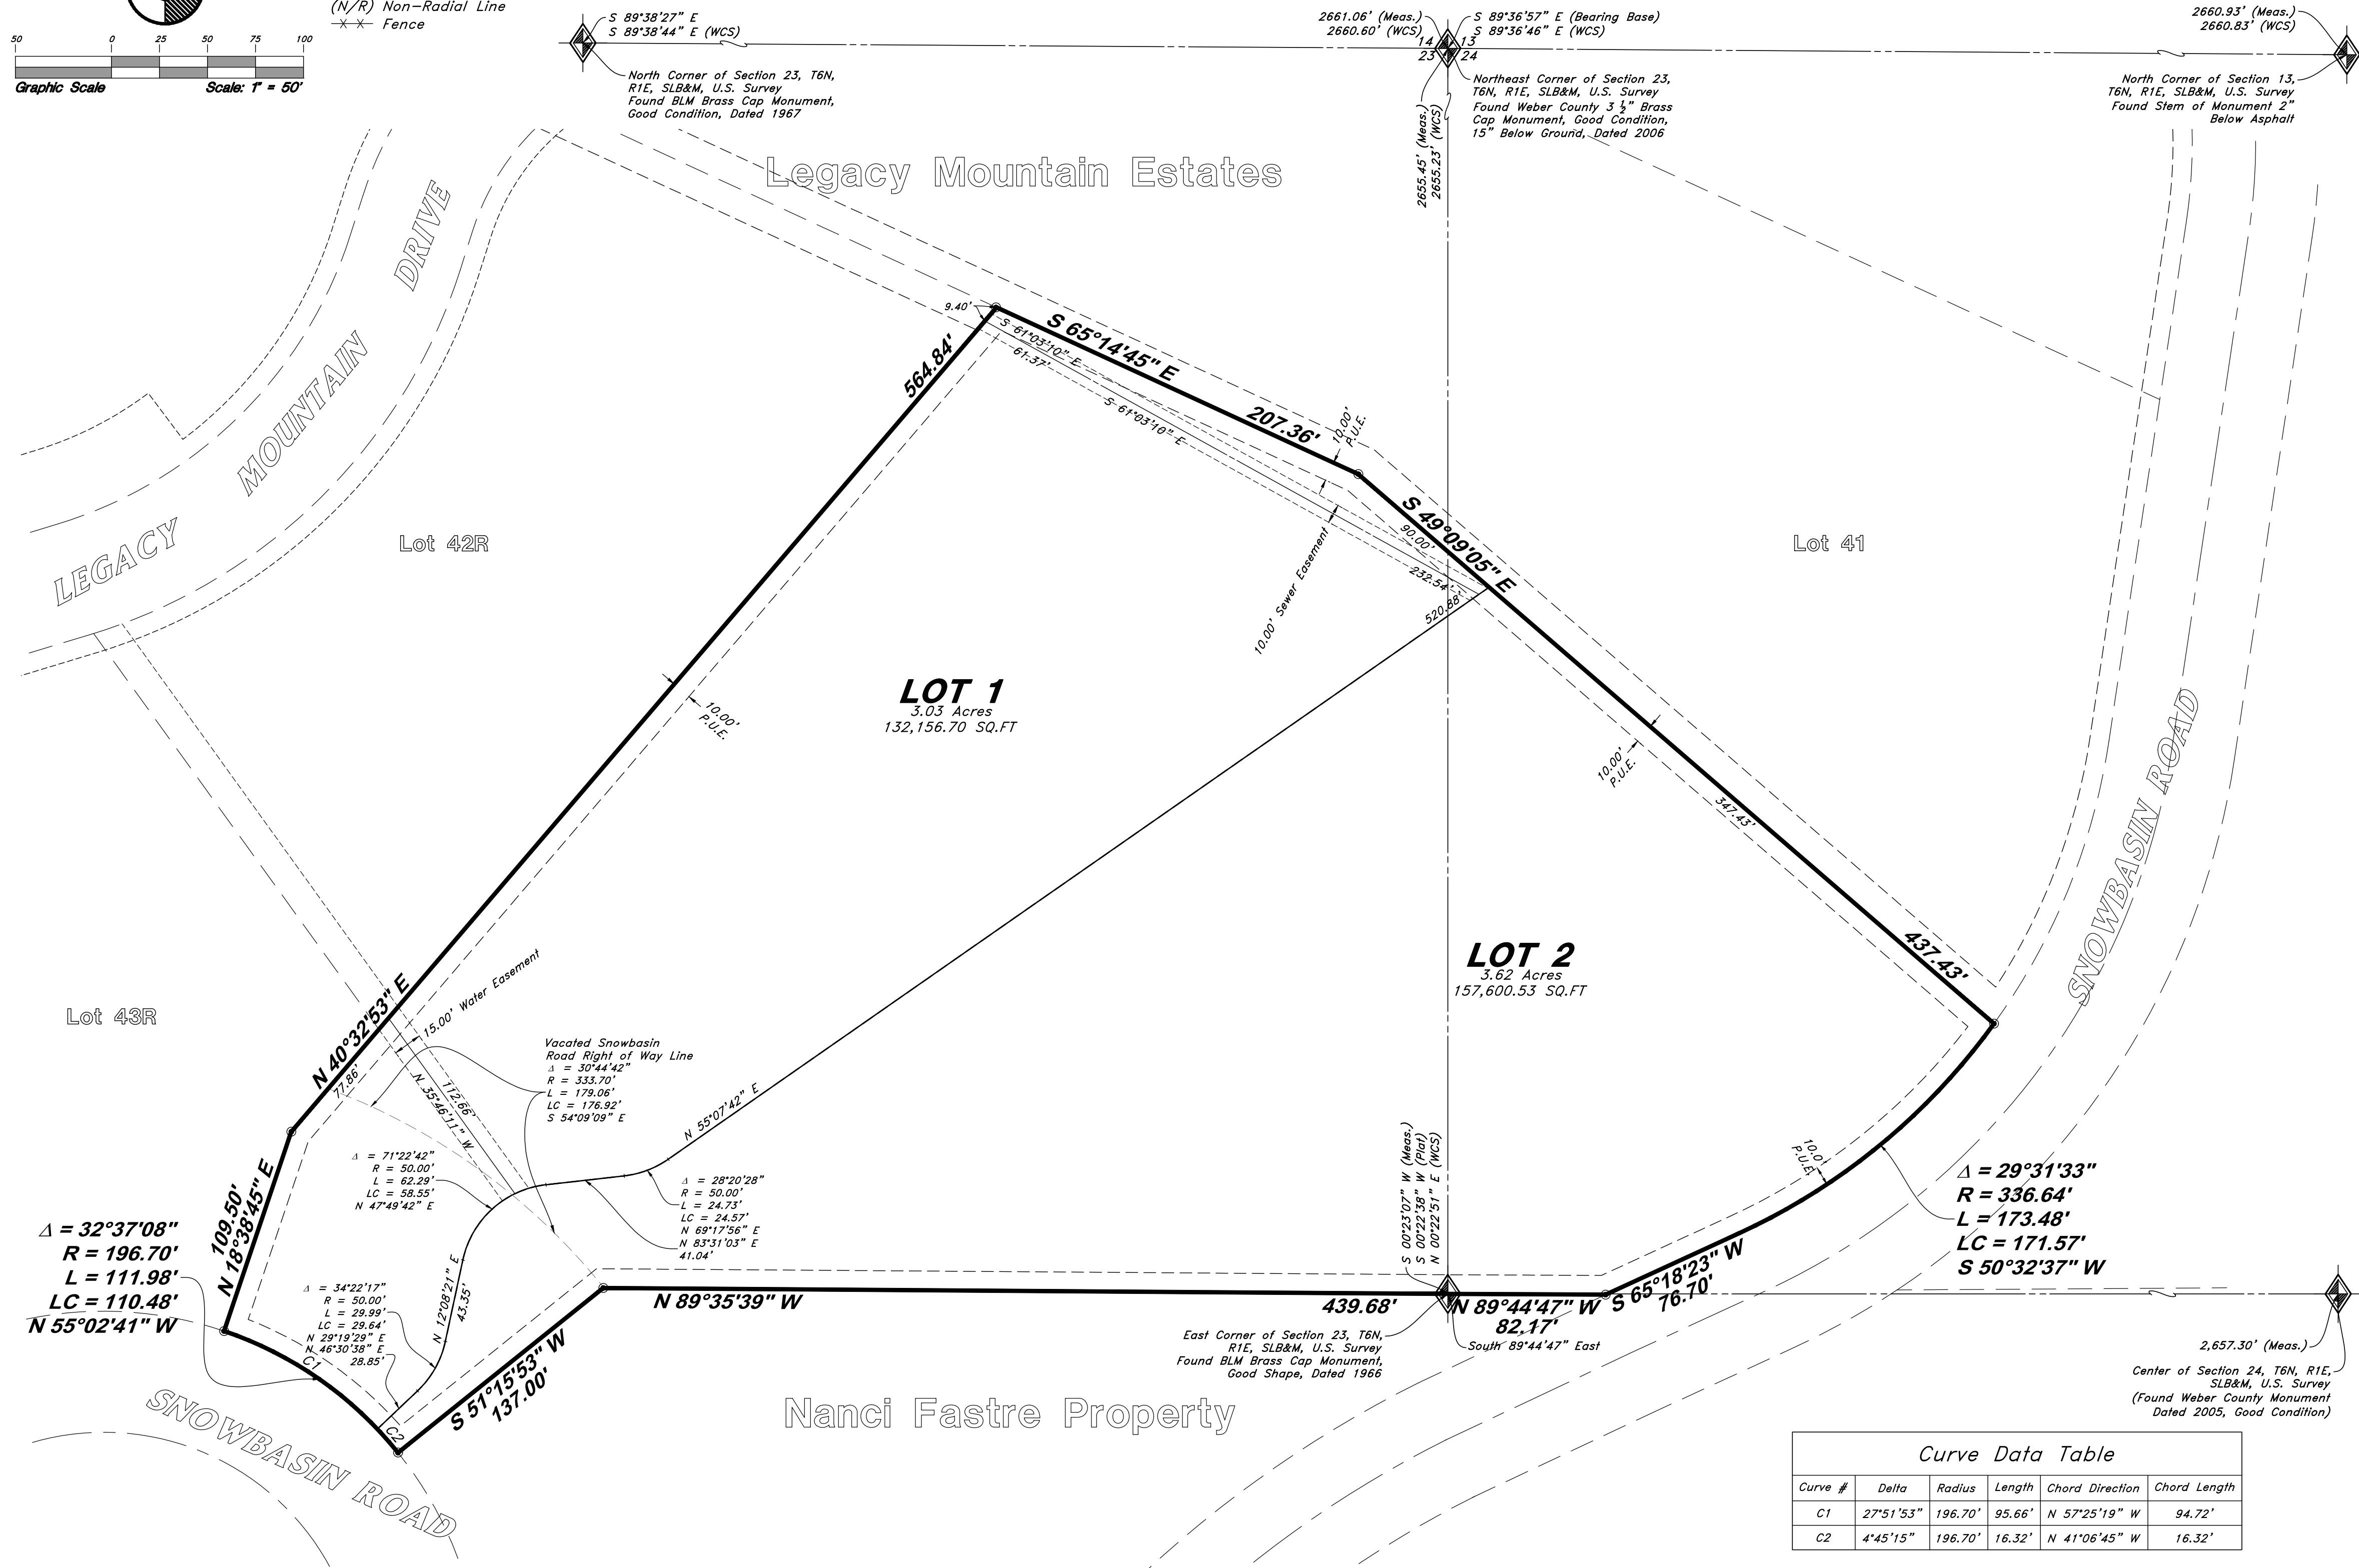 (N/R) Non-Radial Line
Fence
50 0 25 50 75 100
Graphic Scale Scale: 1" = 50'
S 89°38'27" E
S 89°38'44" E (WCS)
North Corner of Section 23, T6N,
R1E, SLB&M, U.S. Survey
Found BLM Brass Cap Monument,
Good Condition, Dated 1967
2661.06' (Meas.)
2660.60' (WCS)
S 89°36'57" E (Bearing Base)
S 89°36'46" E (WCS)
14 13
23 24
Northeast Corner of Section 23,
T6N, R1E, SLB&M, U.S. Survey
Found Weber County 3 ½" Brass
Cap Monument, Good Condition,
15" Below Ground, Dated 2006
2660.93' (Meas.)
2660.83' (WCS)
North Corner of Section 13,
T6N, R1E, SLB&M, U.S. Survey
Found Stem of Monument 2"
Below Asphalt
2655.45' (Meas.)
2655.23' (WCS)
Legacy Mountain Estates
LEGACY MOUNTAIN DRIVE
9.40'
S 61°03'10" E
61.37'
S 65°14'45" E
207.36'
S 61°03'10" E
10.00'
P.U.E.
564.84'
S 49°09'05" E
90.00'
232.54'
520.88'
10.00' Sewer Easement
Lot 42R
Lot 41
LOT 1
3.03 Acres
132,156.70 SQ.FT
10.00'
P.U.E.
10.00'
P.U.E.
347.43'
437.43'
SNOWBASIN ROAD
LOT 2
3.62 Acres
157,600.53 SQ.FT
Lot 43R
N 40°32'53" E
77.86'
15.00' Water Easement
112.66'
N 35°46'11" W
Vacated Snowbasin
Road Right of Way Line
Δ = 30°44'42"
R = 333.70'
L = 179.06'
LC = 176.92'
S 54°09'09" E
N 55°07'42" E
Δ = 71°22'42"
R = 50.00'
L = 62.29'
LC = 58.55'
N 47°49'42" E
Δ = 28°20'28"
R = 50.00'
L = 24.73'
LC = 24.57'
N 69°17'56" E
N 83°31'03" E
41.04'
109.50'
N 18°38'45" E
Δ = 32°37'08"
R = 196.70'
L = 111.98'
LC = 110.48'
N 55°02'41" W
Δ = 34°22'17"
R = 50.00'
L = 29.99'
LC = 29.64'
N 29°19'29" E
N 46°30'38" E
28.85'
N 12°08'21" E
43.35'
C1
C2
S 51°15'53" W
137.00'
N 89°35'39" W
439.68'
S 00°23'07" W (Meas.)
S 00°22'38" W (Plat)
N 00°22'51" E (WCS)
N 89°44'47" W
82.17'
South 89°44'47" East
S 65°18'23" W
76.70'
10.0'
P.U.E.
Δ = 29°31'33"
R = 336.64'
L = 173.48'
LC = 171.57'
S 50°32'37" W
East Corner of Section 23, T6N,
R1E, SLB&M, U.S. Survey
Found BLM Brass Cap Monument,
Good Shape, Dated 1966
2,657.30' (Meas.)
Center of Section 24, T6N, R1E,
SLB&M, U.S. Survey
(Found Weber County Monument
Dated 2005, Good Condition)
Nanci Fastre Property
SNOWBASIN ROAD
Curve Data Table
Curve # Delta Radius Length Chord Direction Chord Length
C1 27°51'53" 196.70' 95.66' N 57°25'19" W 94.72'
C2 4°45'15" 196.70' 16.32' N 41°06'45" W 16.32'